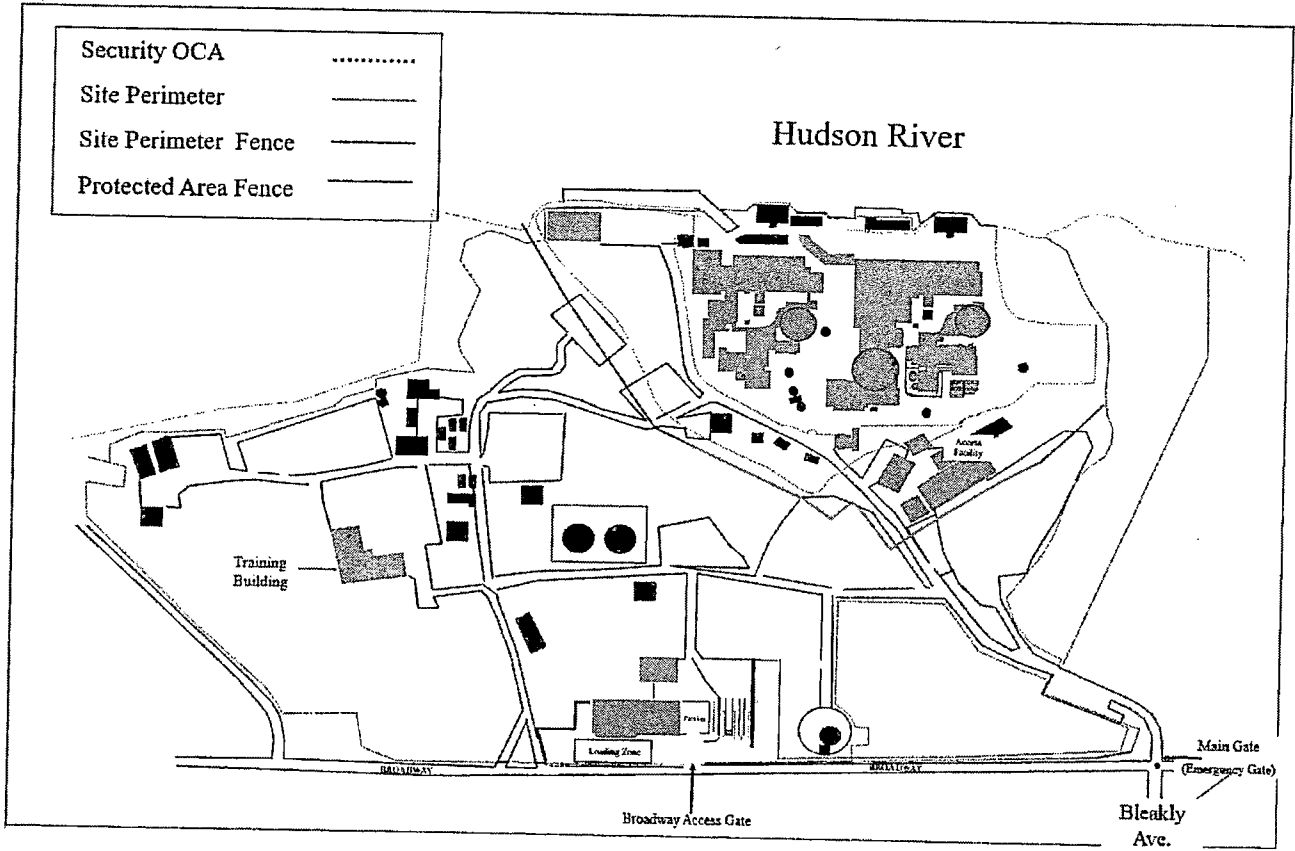 Security OCA
Site Perimeter
Site Perimeter Fence
Protected Area Fence
Hudson River
Access
Facility
Training
Building
Parking
Loading Zone
BROADWAY
BROADWAY
Broadway Access Gate
Main Gate
(Emergency Gate)
Bleakly
Ave.